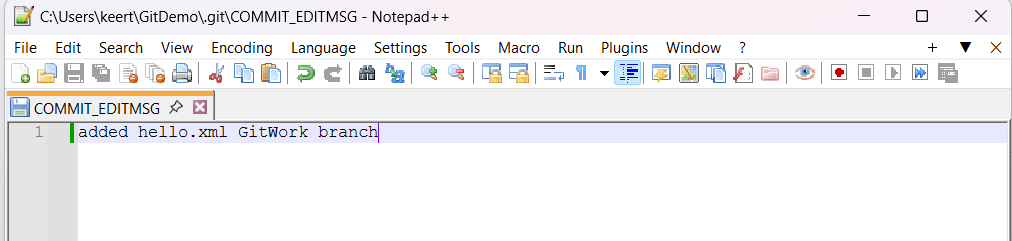 C:\Users\keert\GitDemo\.git\COMMIT_EDITMSG - Notepad++
File Edit Search View Encoding Language Settings Tools Macro Run Plugins Window ?
COMMIT_EDITMSG
1 added hello.xml GitWork branch